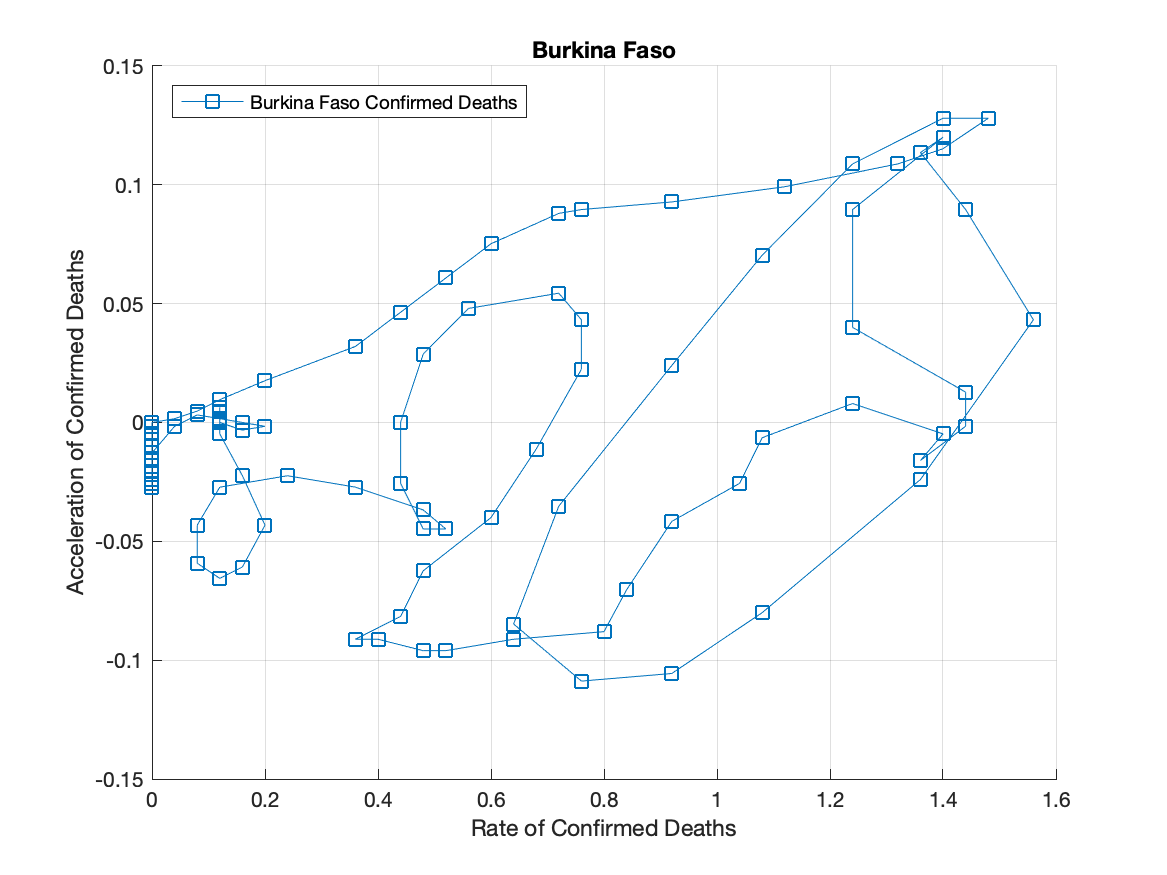 Burkina Faso
Burkina Faso Confirmed Deaths
0.15
0.1
0.05
0
-0.05
-0.1
-0.15
0 0.2 0.4 0.6 0.8 1 1.2 1.4 1.6
Acceleration of Confirmed Deaths
Rate of Confirmed Deaths